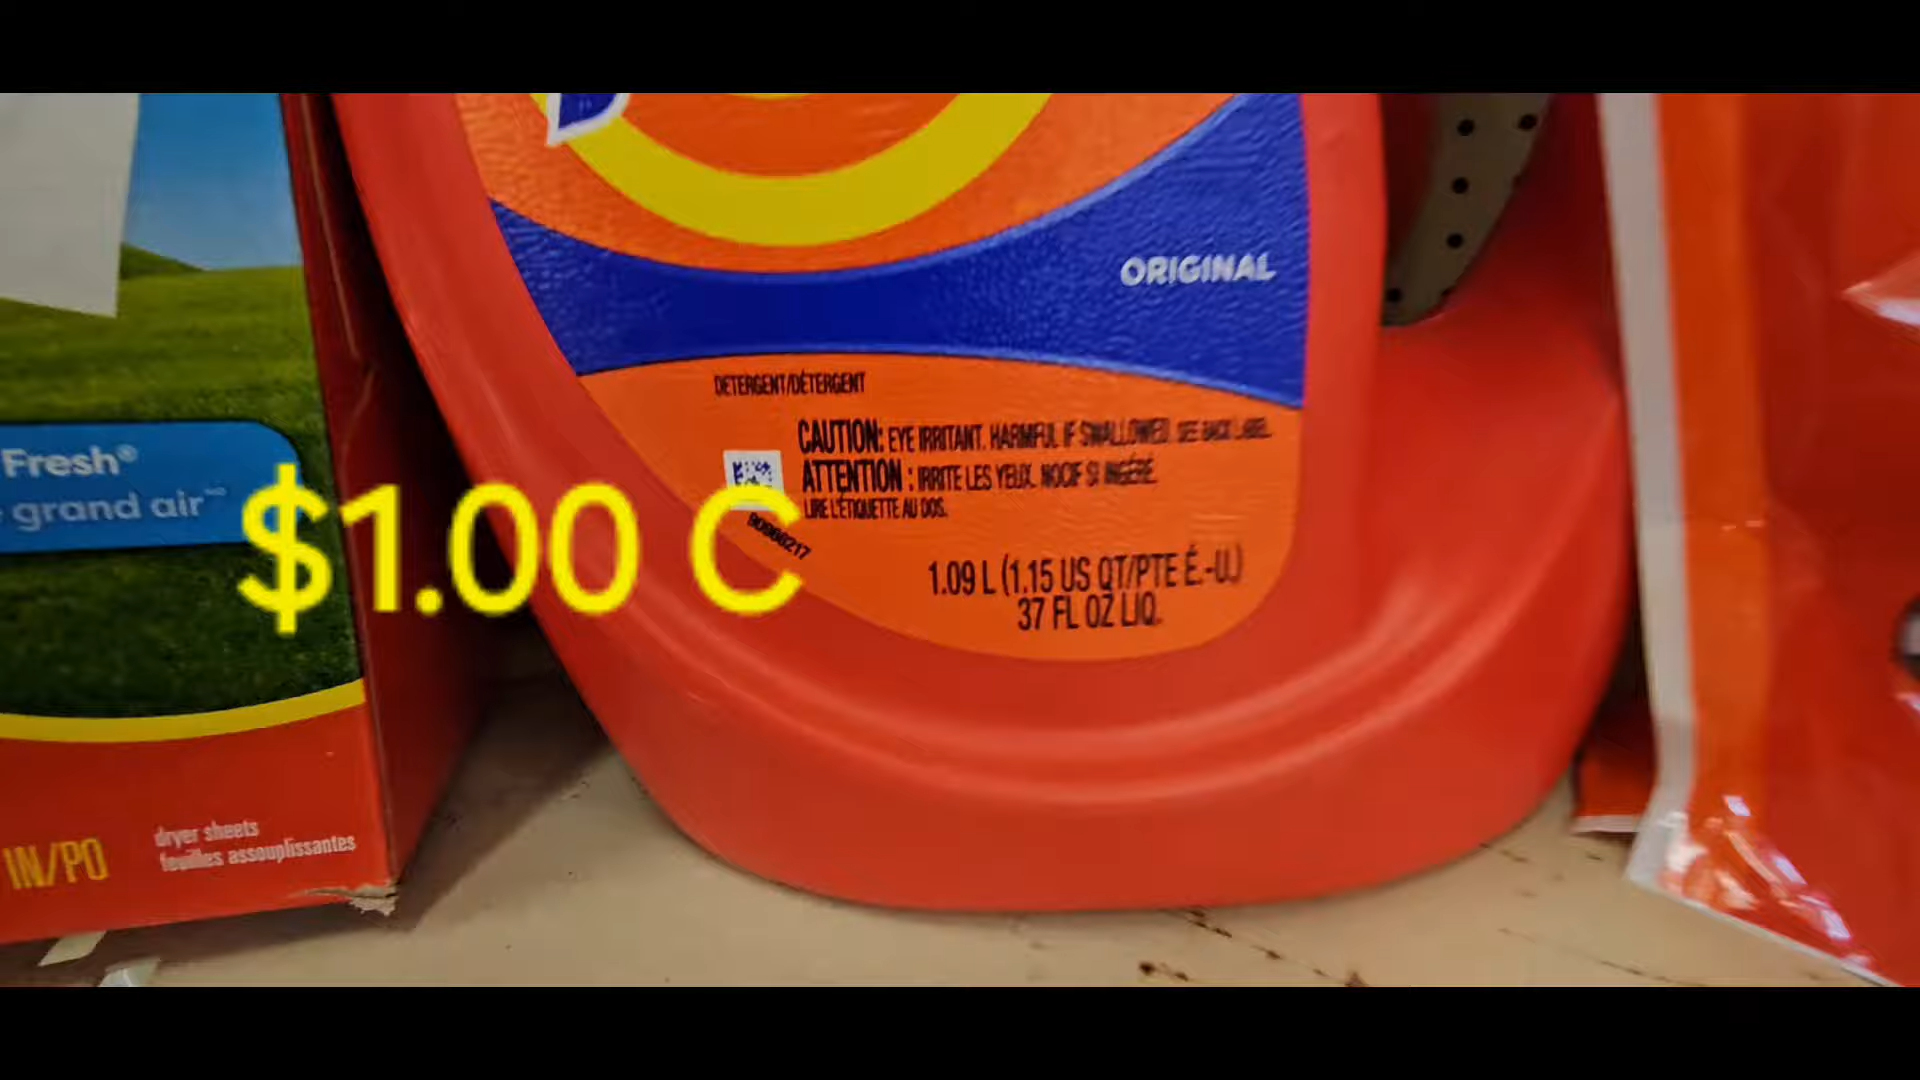 ORIGINAL
DETERGENT/DÉTERGENT
CAUTION: EYE IRRITANT. HARMFUL IF SWALLOWED. SEE BACK LABEL.
ATTENTION : IRRITE LES YEUX. NOCIF SI INGÉRÉ.
LIRE L'ÉTIQUETTE AU DOS.
90966217
1.09 L (1.15 US QT/PTE É.-U.)
37 FL OZ LIQ.
Fresh®
grand air™
$1.00 C
IN/PO
dryer sheets
feuilles assouplissantes